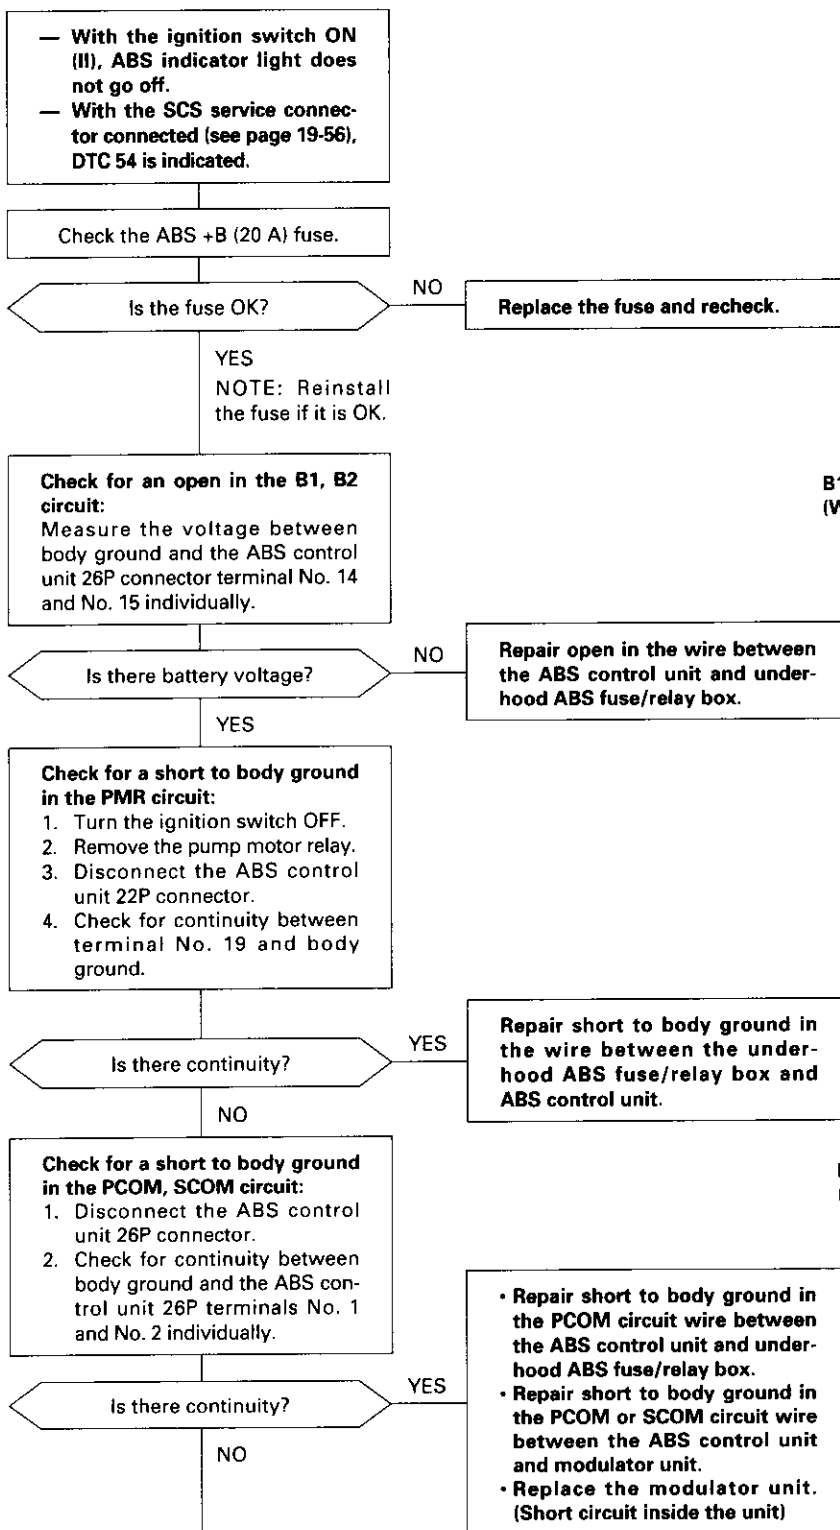 — With the ignition switch ON
(II), ABS indicator light does
not go off.
— With the SCS service connec-
tor connected (see page 19-56),
DTC 54 is indicated.
Check the ABS +B (20 A) fuse.
Is the fuse OK?
NO
Replace the fuse and recheck.
YES
NOTE: Reinstall
the fuse if it is OK.
Check for an open in the B1, B2
circuit:
Measure the voltage between
body ground and the ABS control
unit 26P connector terminal No. 14
and No. 15 individually.
B1
(W
Is there battery voltage?
NO
Repair open in the wire between
the ABS control unit and under-
hood ABS fuse/relay box.
YES
Check for a short to body ground
in the PMR circuit:
1. Turn the ignition switch OFF.
2. Remove the pump motor relay.
3. Disconnect the ABS control
unit 22P connector.
4. Check for continuity between
terminal No. 19 and body
ground.
Is there continuity?
YES
Repair short to body ground in
the wire between the under-
hood ABS fuse/relay box and
ABS control unit.
NO
Check for a short to body ground
in the PCOM, SCOM circuit:
1. Disconnect the ABS control
unit 26P connector.
2. Check for continuity between
body ground and the ABS con-
trol unit 26P terminals No. 1
and No. 2 individually.
Is there continuity?
YES
• Repair short to body ground in
the PCOM circuit wire between
the ABS control unit and under-
hood ABS fuse/relay box.
• Repair short to body ground in
the PCOM or SCOM circuit wire
between the ABS control unit
and modulator unit.
• Replace the modulator unit.
(Short circuit inside the unit)
NO